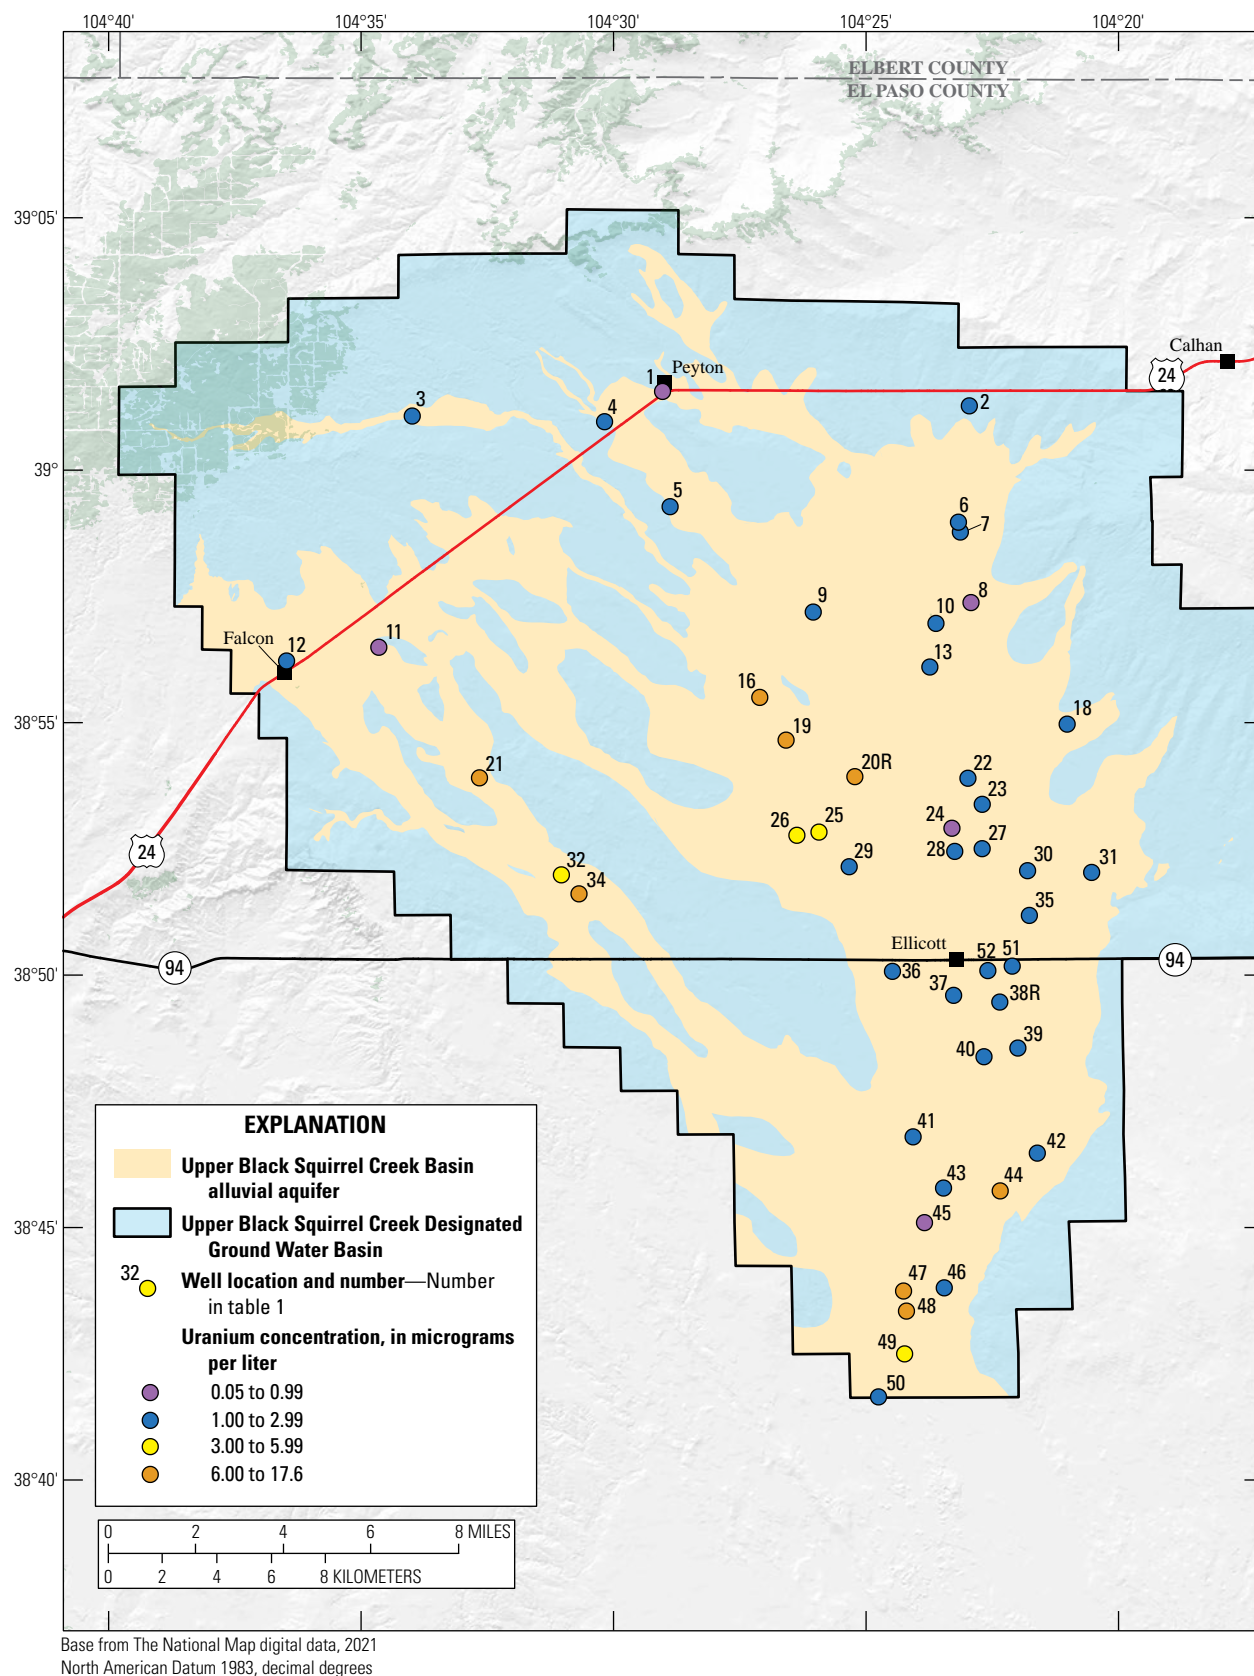 104°40' 104°35' 104°30' 104°25' 104°20'
ELBERT COUNTY
EL PASO COUNTY
39°05'
Calhan
24
Peyton
1
2
3
4
39°
5
6
7
8
9
10
11
Falcon
12
13
16
38°55'
18
19
20R
21
22
23
24
25
26
27
28
29
30
31
24
32
34
35
Ellicott
94
94
38°50'
36
52
51
37
38R
39
40
41
42
43
44
38°45'
45
46
47
48
49
50
38°40'
EXPLANATION
Upper Black Squirrel Creek Basin
alluvial aquifer
Upper Black Squirrel Creek Designated
Ground Water Basin
32
Well location and number—Number
in table 1
Uranium concentration, in micrograms
per liter
0.05 to 0.99
1.00 to 2.99
3.00 to 5.99
6.00 to 17.6
0 2 4 6 8 MILES
0 2 4 6 8 KILOMETERS
Base from The National Map digital data, 2021
North American Datum 1983, decimal degrees